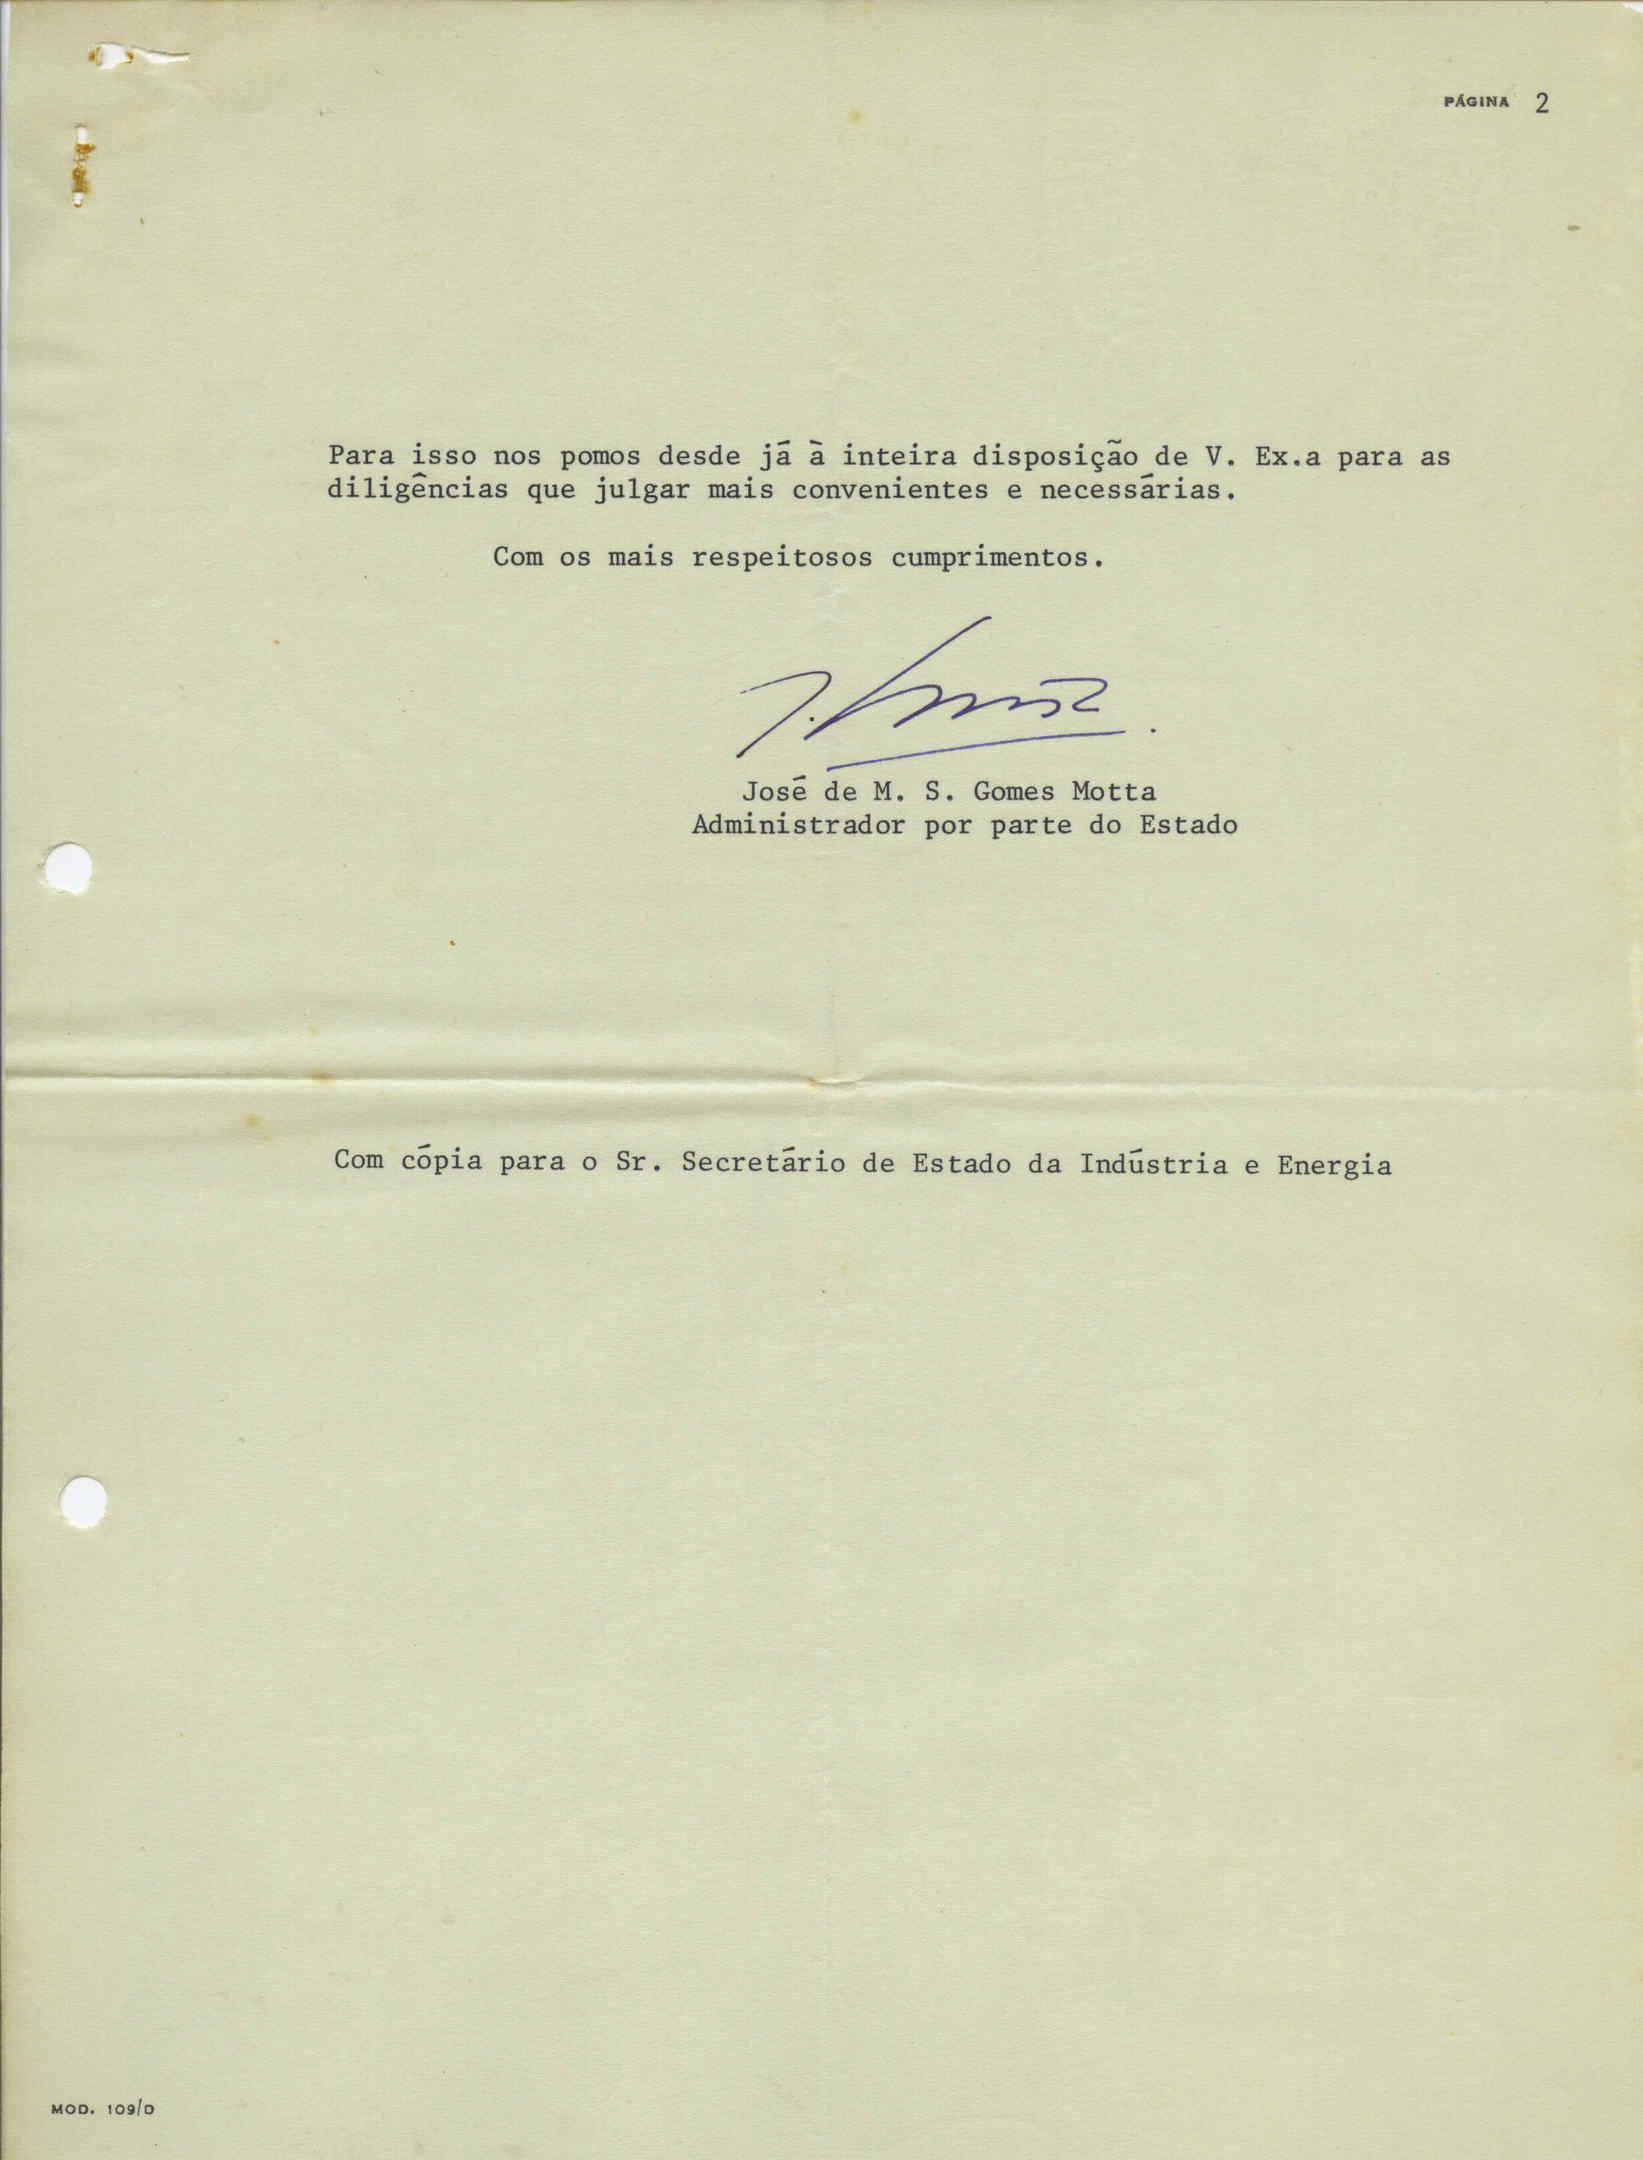 PÁGINA 2
Para isso nos pomos desde já à inteira disposição de V. Ex.a para as
diligências que julgar mais convenientes e necessárias.
Com os mais respeitosos cumprimentos.
José de M. S. Gomes Motta
Administrador por parte do Estado
Com cópia para o Sr. Secretário de Estado da Indústria e Energia
MOD. 109/D